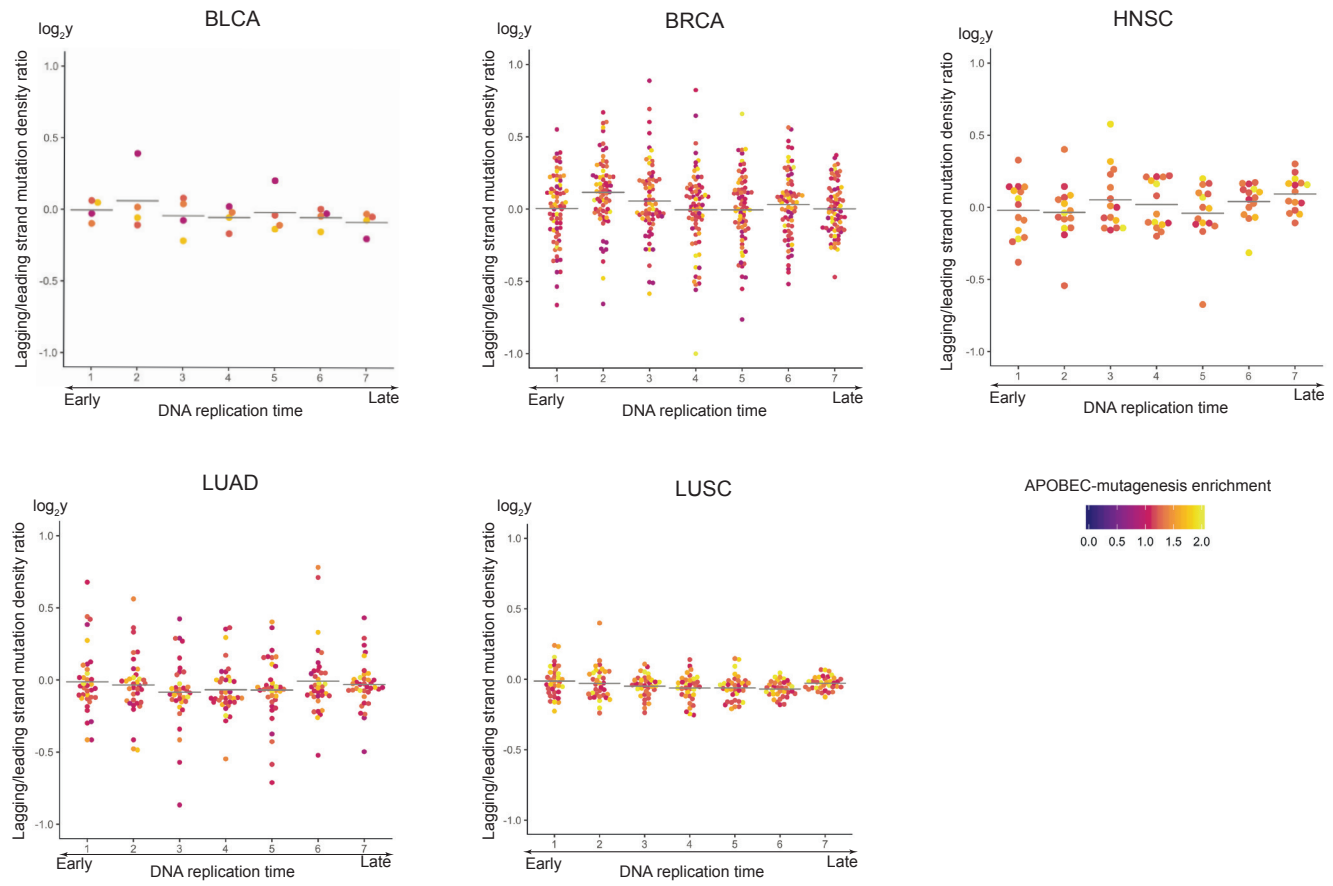 BLCA
log2y
Lagging/leading strand mutation density ratio
1.0
0.5
0.0
-0.5
-1.0
1 2 3 4 5 6 7
Early Late
DNA replication time
BRCA
log2y
Lagging/leading strand mutation density ratio
1.0
0.5
0.0
-0.5
-1.0
1 2 3 4 5 6 7
Early Late
DNA replication time
HNSC
log2y
Lagging/leading strand mutation density ratio
1.0
0.5
0.0
-0.5
-1.0
1 2 3 4 5 6 7
Early Late
DNA replication time
LUAD
log2y
Lagging/leading strand mutation density ratio
1.0
0.5
0.0
-0.5
-1.0
1 2 3 4 5 6 7
Early Late
DNA replication time
LUSC
log2y
Lagging/leading strand mutation density ratio
1.0
0.5
0.0
-0.5
-1.0
1 2 3 4 5 6 7
Early Late
DNA replication time
APOBEC-mutagenesis enrichment
0.0 0.5 1.0 1.5 2.0